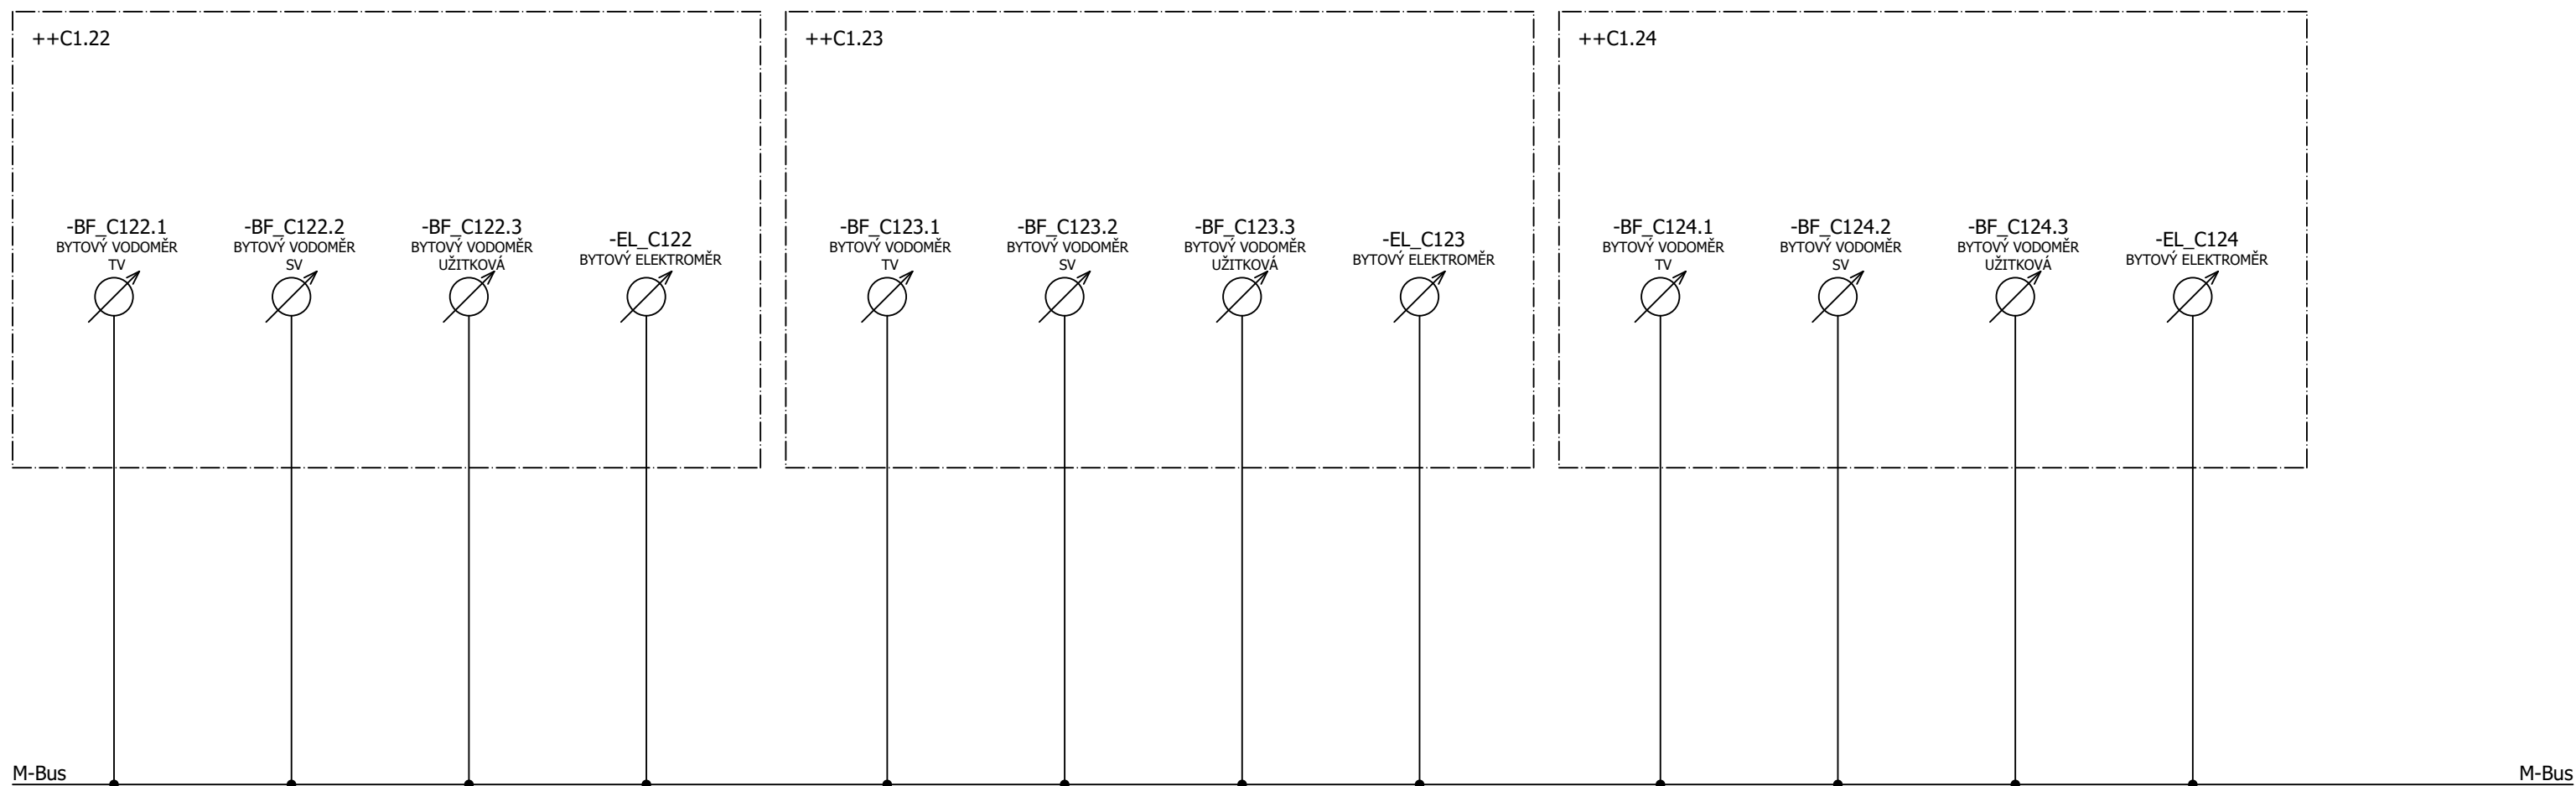 ++C1.22
-BF_C122.1
BYTOVÝ VODOMĚR
TV
-BF_C122.2
BYTOVÝ VODOMĚR
SV
-BF_C122.3
BYTOVÝ VODOMĚR
UŽITKOVÁ
-EL_C122
BYTOVÝ ELEKTROMĚR
++C1.23
-BF_C123.1
BYTOVÝ VODOMĚR
TV
-BF_C123.2
BYTOVÝ VODOMĚR
SV
-BF_C123.3
BYTOVÝ VODOMĚR
UŽITKOVÁ
-EL_C123
BYTOVÝ ELEKTROMĚR
++C1.24
-BF_C124.1
BYTOVÝ VODOMĚR
TV
-BF_C124.2
BYTOVÝ VODOMĚR
SV
-BF_C124.3
BYTOVÝ VODOMĚR
UŽITKOVÁ
-EL_C124
BYTOVÝ ELEKTROMĚR
M-Bus
M-Bus